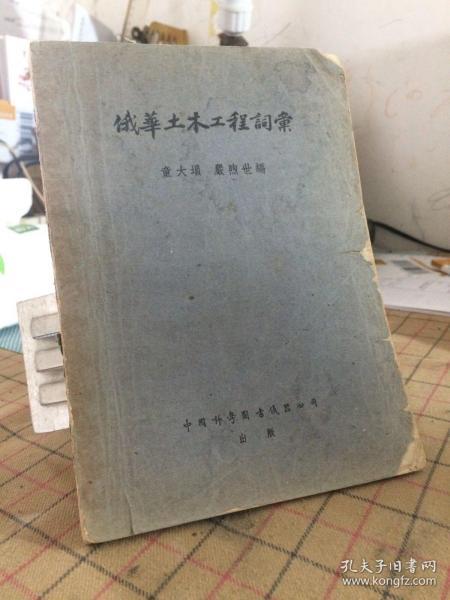 俄華土木工程詞彙
童大塤 嚴煦世編
中國科學圖書儀器公司
出版
孔夫子旧书网
www.kongfz.com